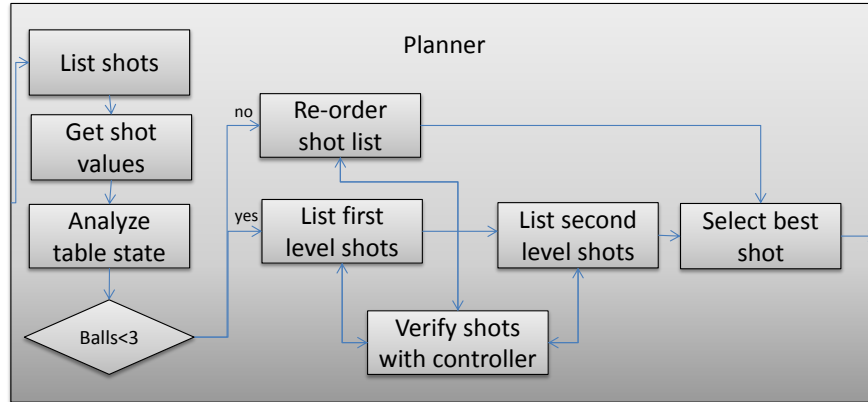 Planner
List shots
Get shot
values
Analyze
table state
Balls<3
no
Re-order
shot list
yes
List first
level shots
List second
level shots
Select best
shot
Verify shots
with controller